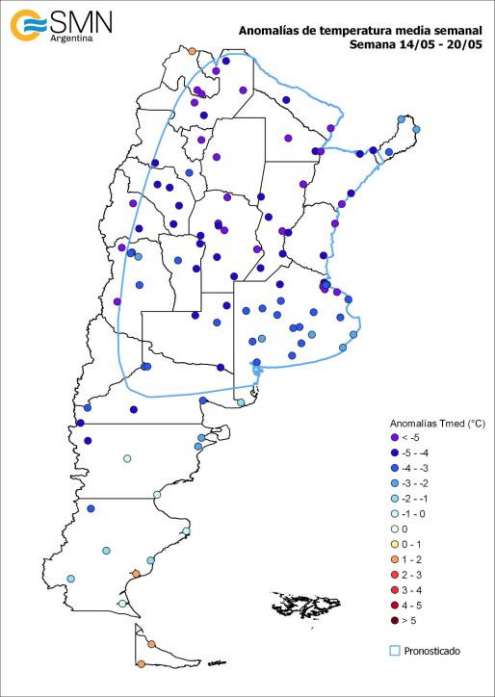 SMN
Argentina
Anomalías de temperatura media semanal
Semana 14/05 - 20/05
Anomalías Tmed (°C)
< -5
-5 - -4
-4 - -3
-3 - -2
-2 - -1
-1 - 0
0
0 - 1
1 - 2
2 - 3
3 - 4
4 - 5
> 5
Pronosticado